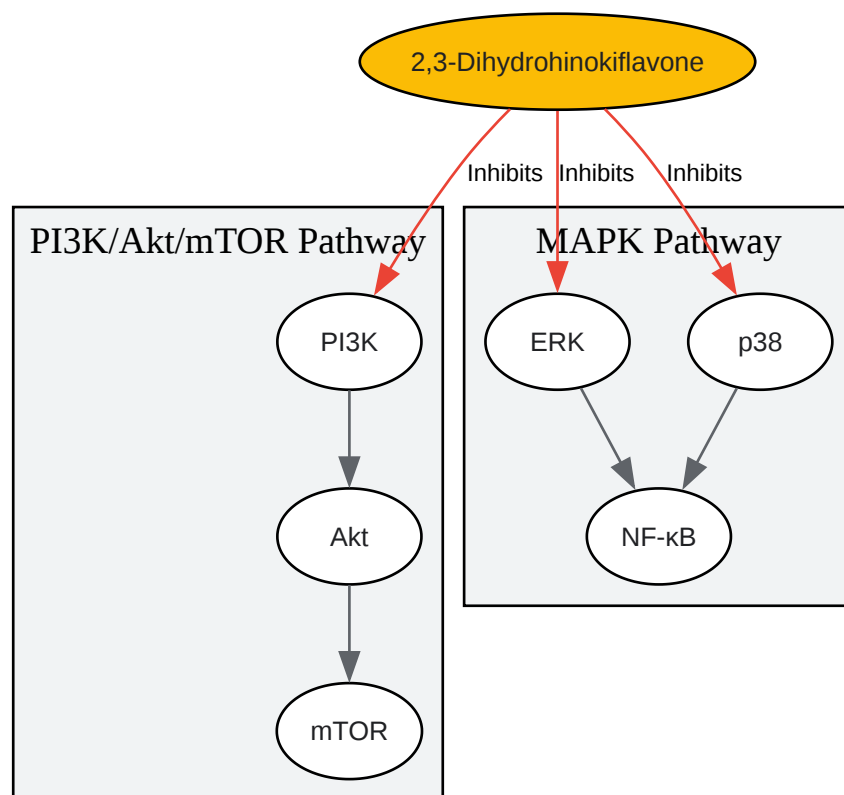 2,3-Dihydrohinokiflavone
Inhibits
Inhibits
Inhibits
PI3K/Akt/mTOR Pathway
MAPK Pathway
PI3K
ERK
p38
Akt
NF-κB
mTOR